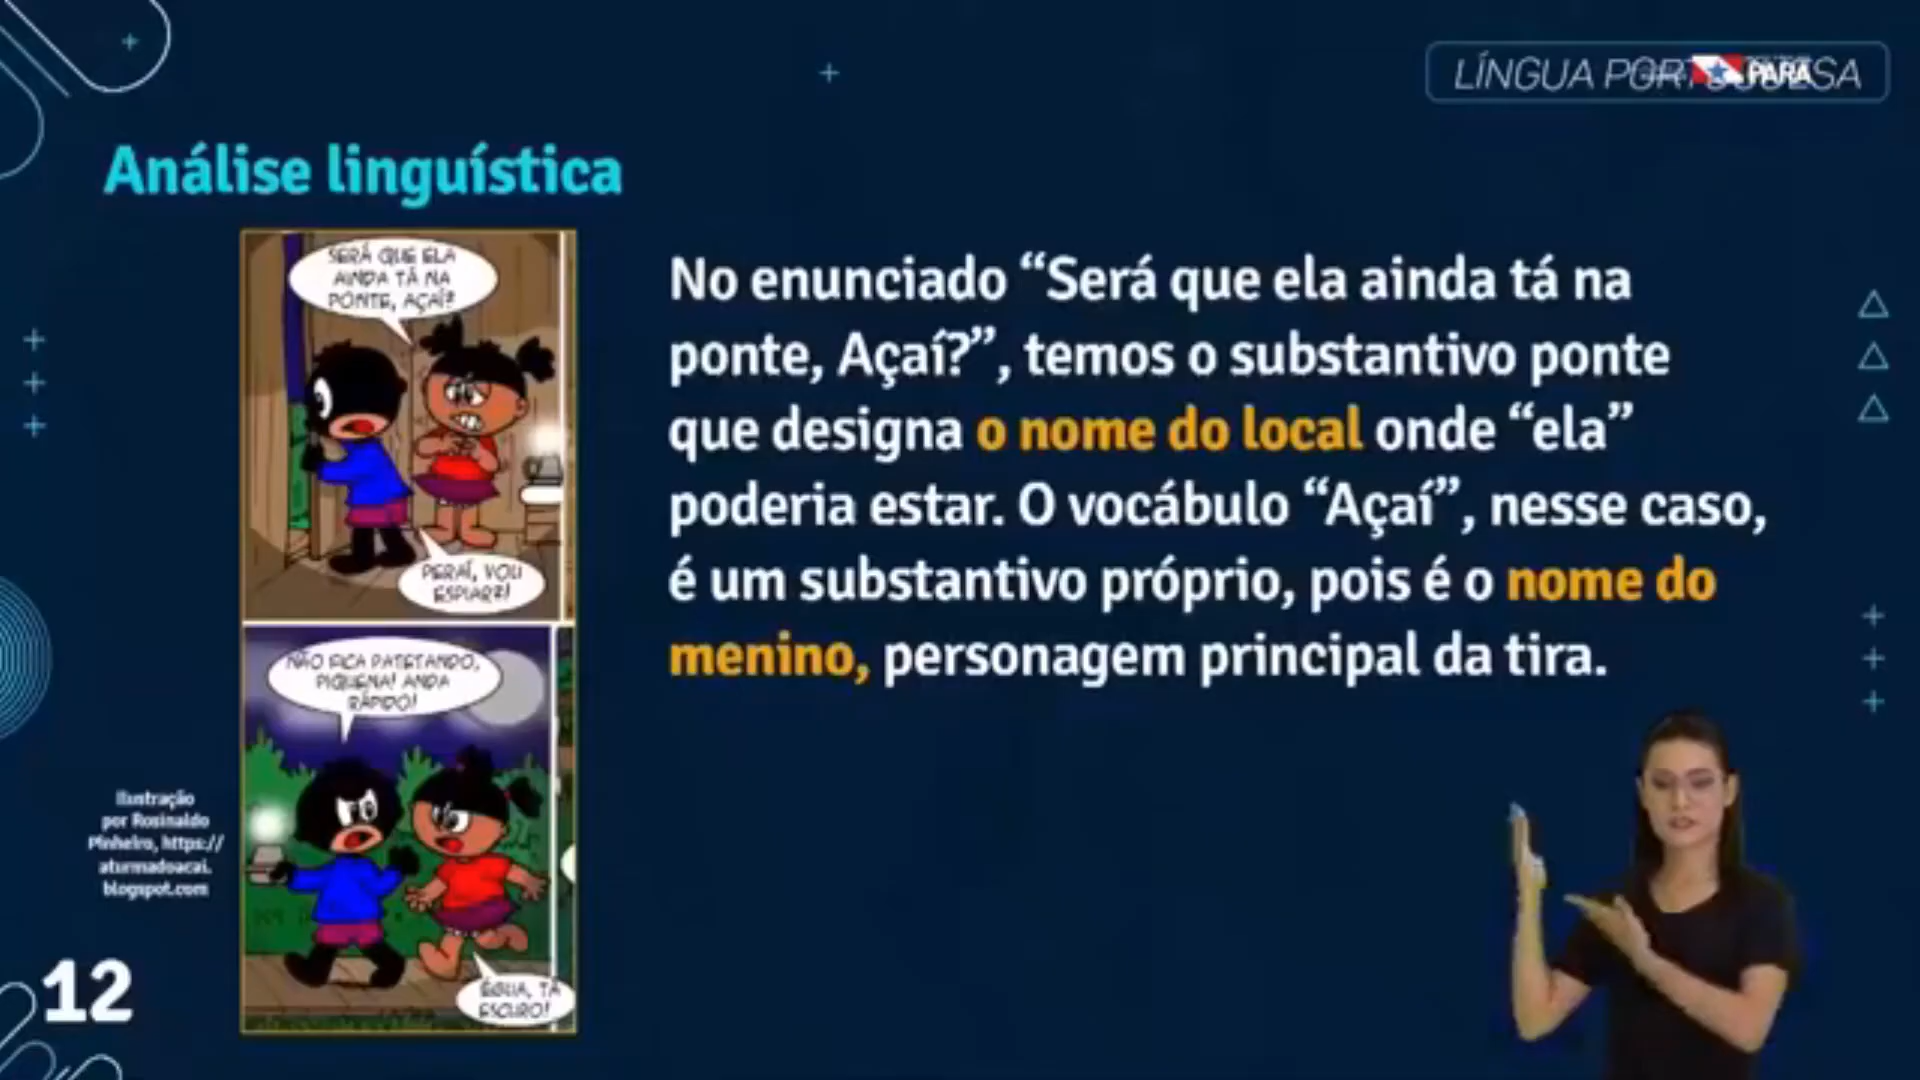 LÍNGUA PORTUGUESA
PARÁ
Análise linguística
SERÁ QUE ELA
AINDA TÁ NA
PONTE, AÇAÍ?
PERAÍ, VOU
ESPIAR?!
NÃO FICA PATETANDO,
PIQUENA! ANDA
RÁPIDO!
ÉGUA, TÁ
ESCURO!
No enunciado “Será que ela ainda tá na
ponte, Açaí?”, temos o substantivo ponte
que designa o nome do local onde “ela”
poderia estar. O vocábulo “Açaí”, nesse caso,
é um substantivo próprio, pois é o nome do
menino, personagem principal da tira.
Ilustração
por Rosinaldo
Pinheiro, https://
aturmadoacai.
blogspot.com
12